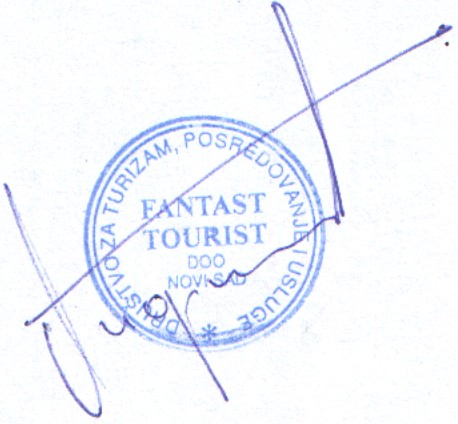 DRUŠTVO ZA TURIZAM, POSREDOVANJE I USLUGE
FANTAST
TOURIST
DOO
NOVI SAD
*